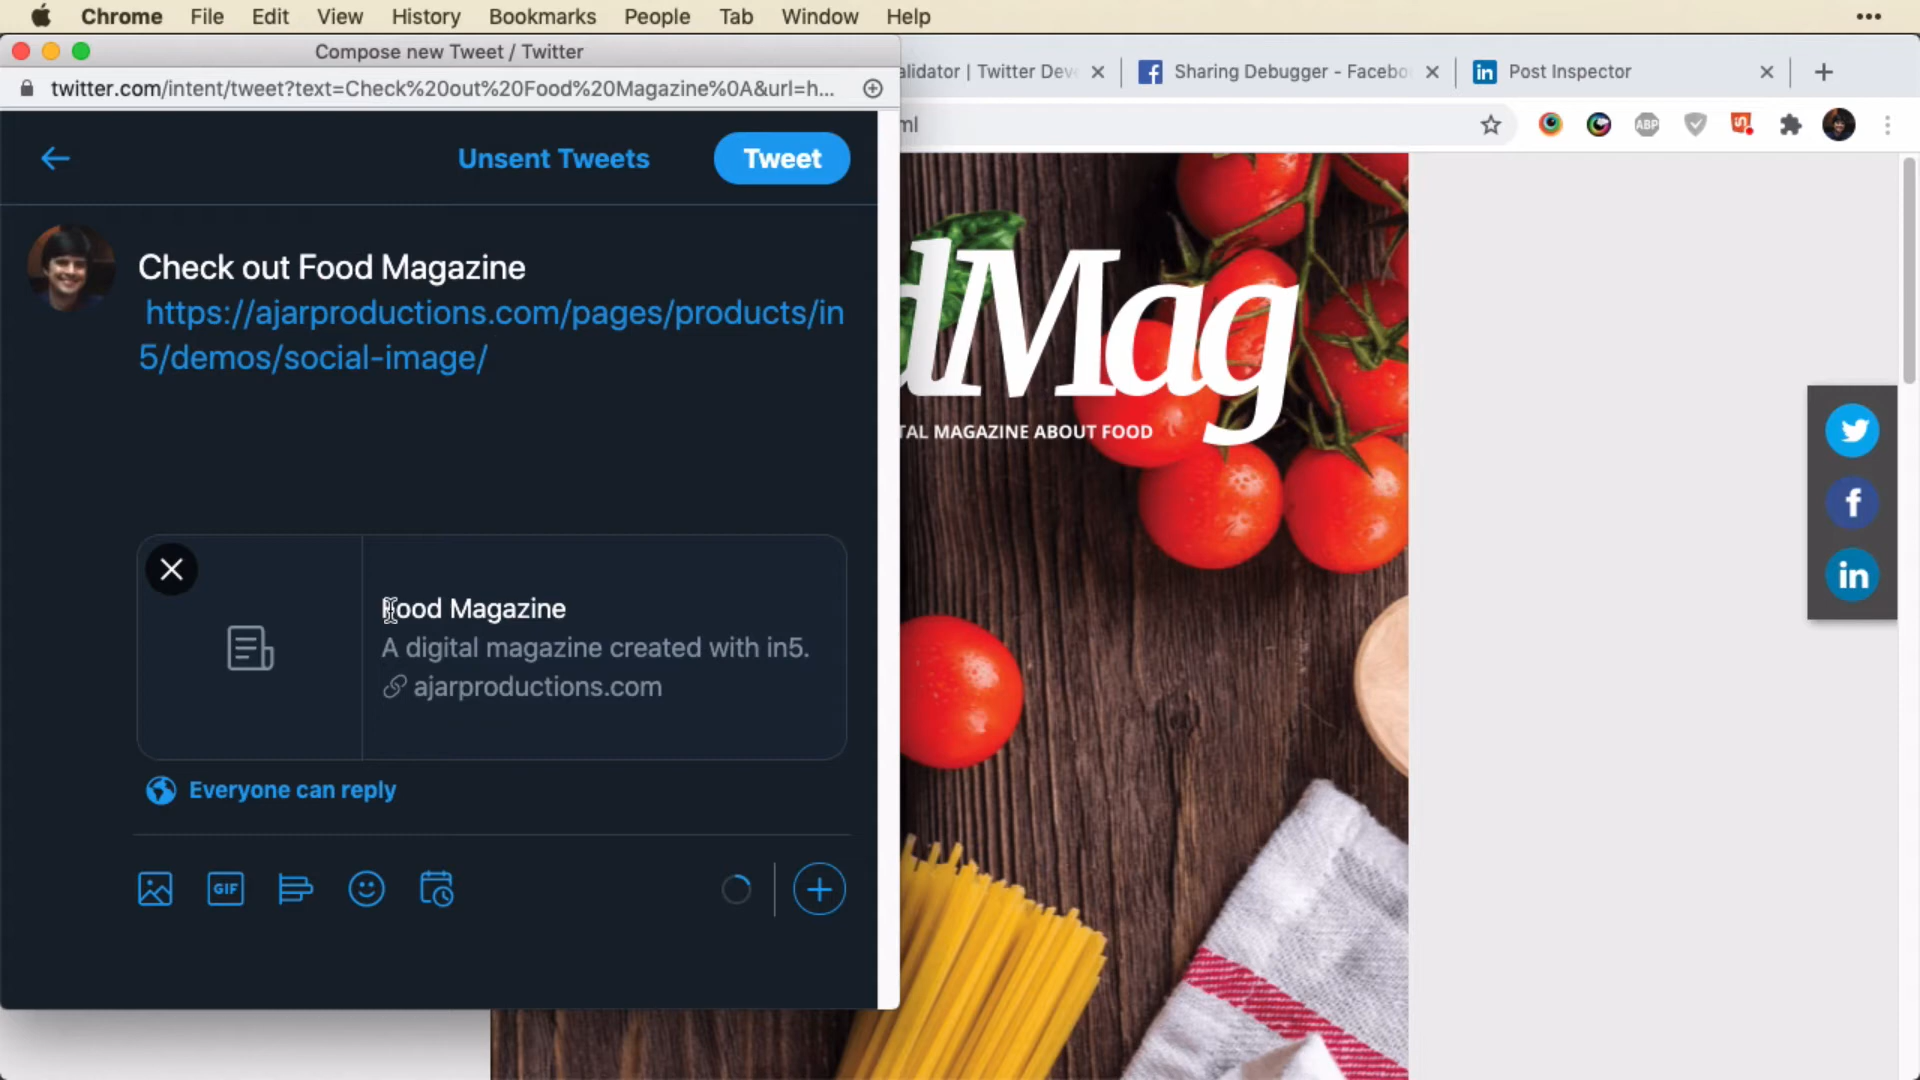 Chrome File Edit View History Bookmarks People Tab Window Help
Compose new Tweet / Twitter
twitter.com/intent/tweet?text=Check%20out%20Food%20Magazine%0A&url=h...
alidator | Twitter Dev
Sharing Debugger - Facebo
in Post Inspector
ml
ABP
Unsent Tweets
Tweet
Check out Food Magazine
https://ajarproductions.com/pages/products/in
5/demos/social-image/
dMag
TAL MAGAZINE ABOUT FOOD
f
in
Food Magazine
A digital magazine created with in5.
ajarproductions.com
Everyone can reply
GIF